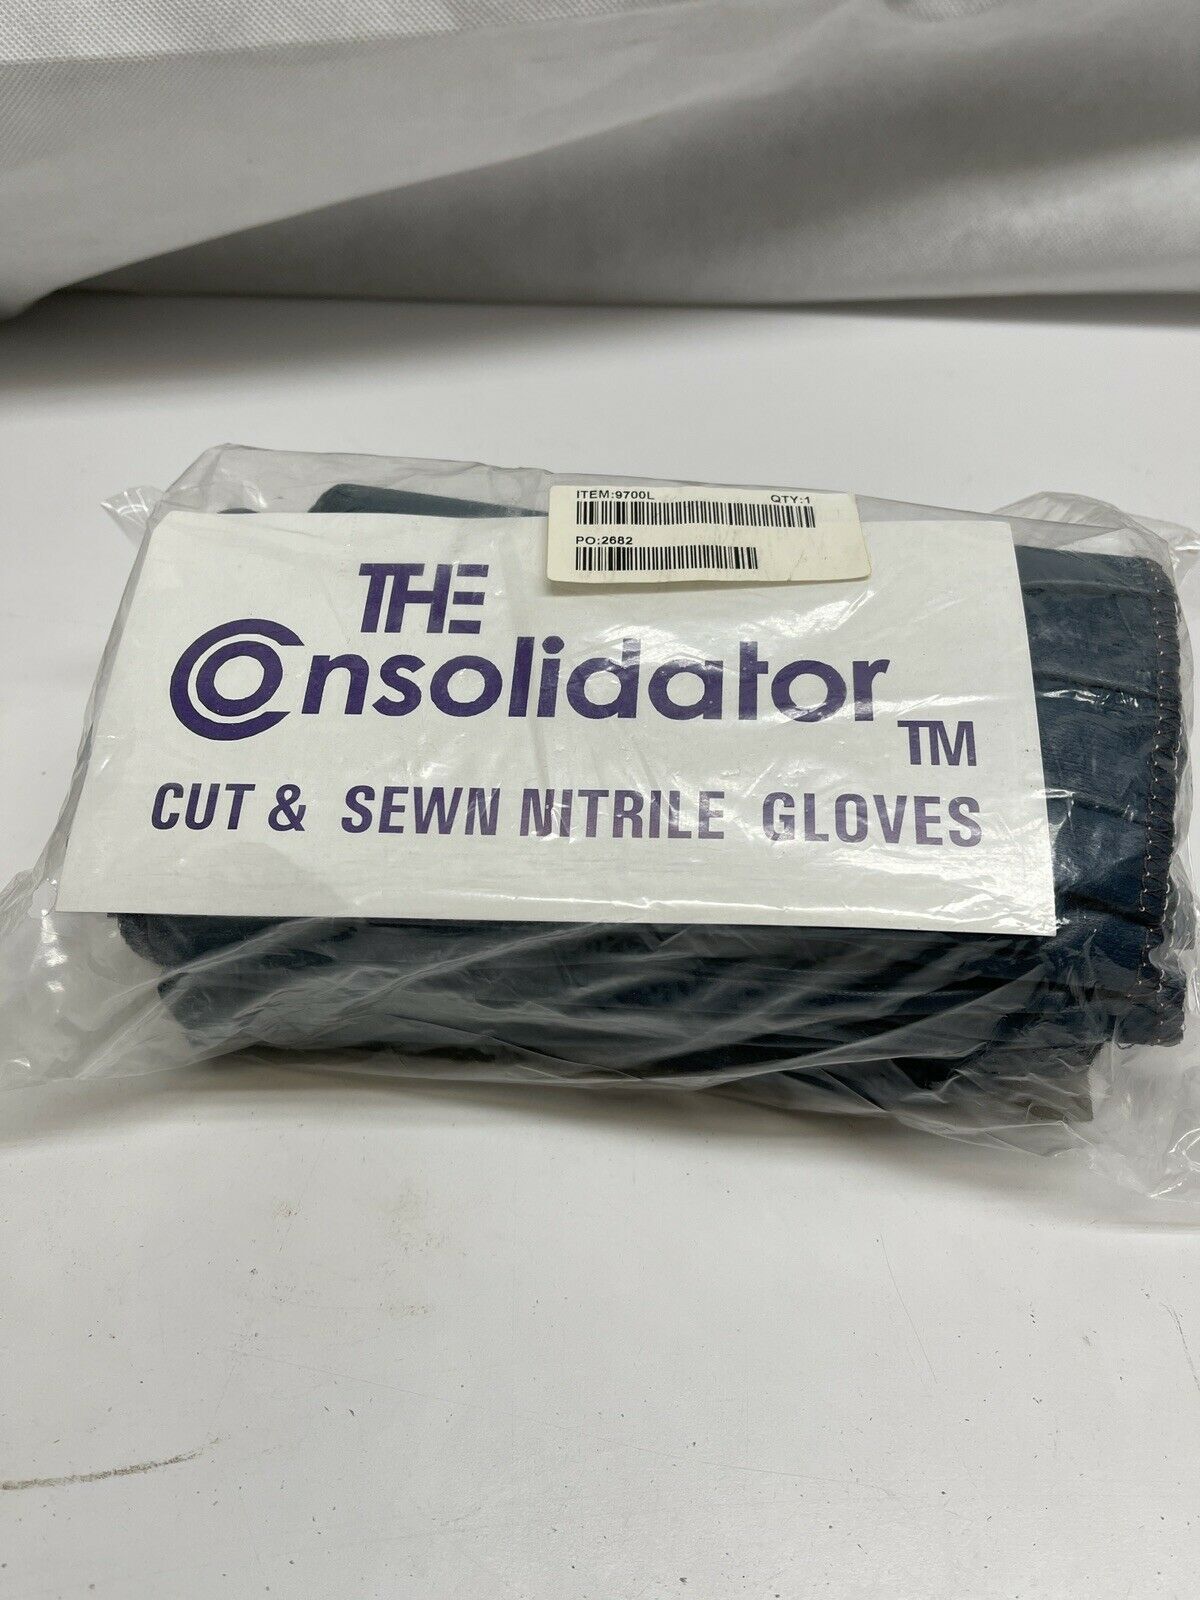 ITEM:9700L QTY:1
PO:2682
THE
Consolidator TM
CUT & SEWN NITRILE GLOVES